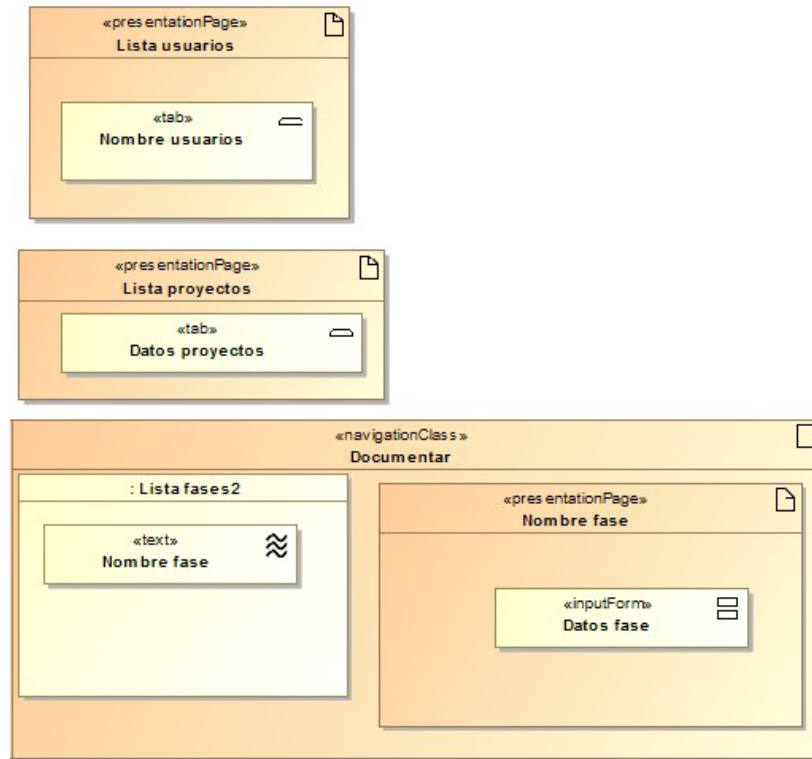 «presentationPage»
Lista usuarios
«tab»
Nombre usuarios
«presentationPage»
Lista proyectos
«tab»
Datos proyectos
«navigationClass»
Documentar
: Lista fases2
«text»
Nombre fase
«presentationPage»
Nombre fase
«inputForm»
Datos fase